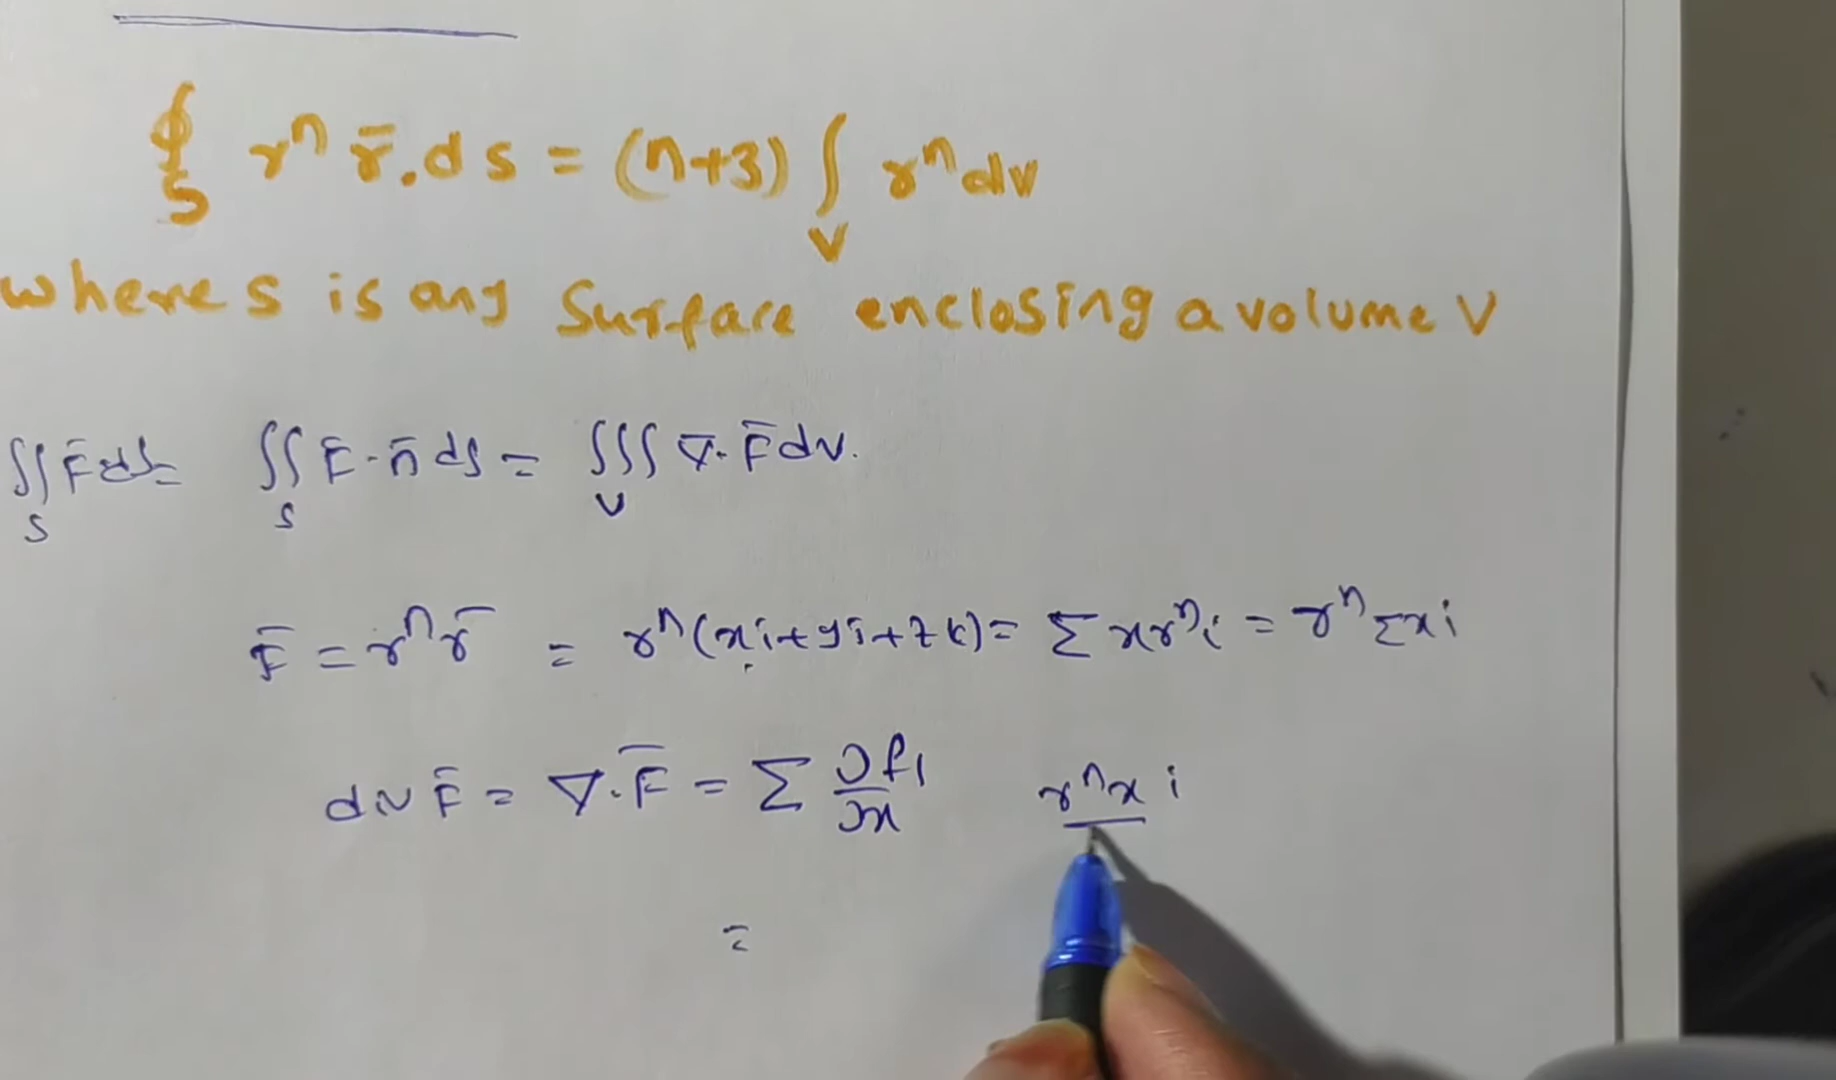 ∮_S r^n r̄.ds = (n+3) ∫_V r^n dv
where s is any Surface enclosing a volume V
∬_S F̄ ds = ∬_S F̄·n̄ ds = ∭_V ∇·F̄ dv.
F̄ = r^n r̄ = r^n(xi+yj+zk) = Σ x r^n i = r^n Σxi
div F̄ = ∇·F̄ = Σ ∂f1/∂x r^n x i
=